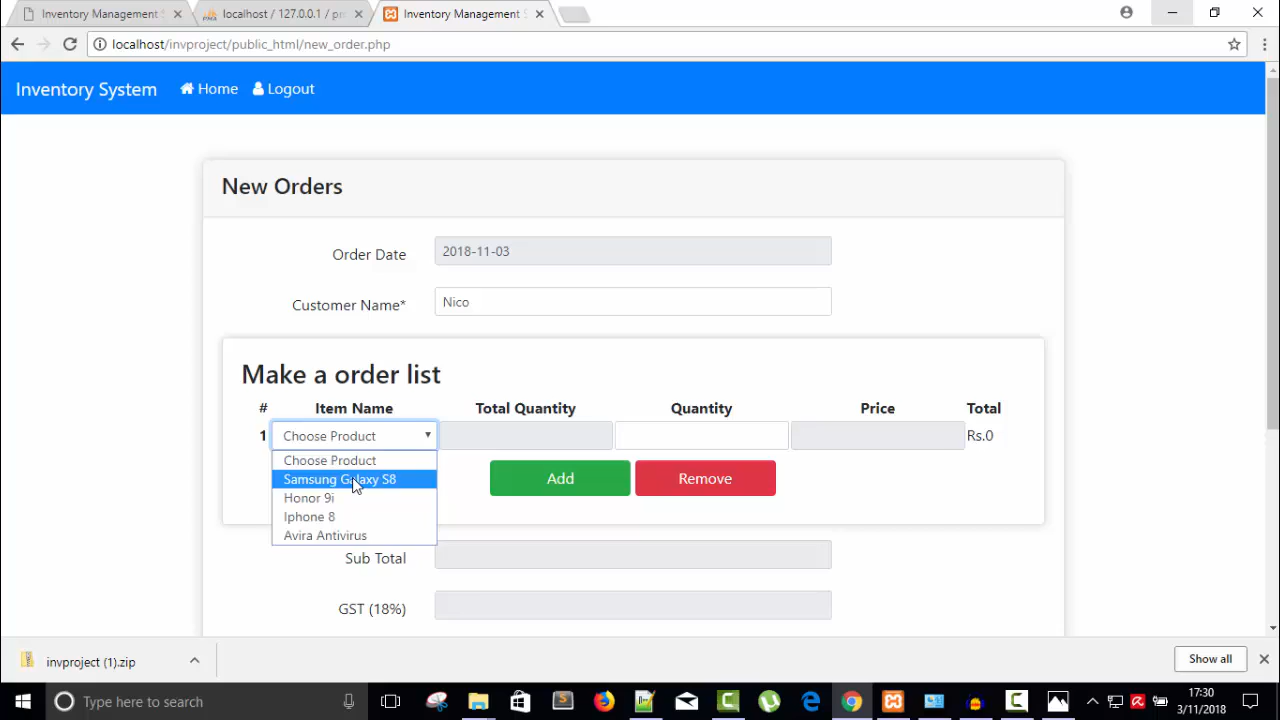 Inventory Management S
localhost / 127.0.0.1 / pr
Inventory Management S
localhost/invproject/public_html/new_order.php
Inventory System
Home
Logout
New Orders
Order Date
2018-11-03
Customer Name*
Nico
Make a order list
# Item Name Total Quantity Quantity Price Total
1 Choose Product Rs.0
Choose Product
Samsung Galaxy S8
Honor 9i
Iphone 8
Avira Antivirus
Add
Remove
Sub Total
GST (18%)
invproject (1).zip
Show all
Type here to search
17:30
3/11/2018